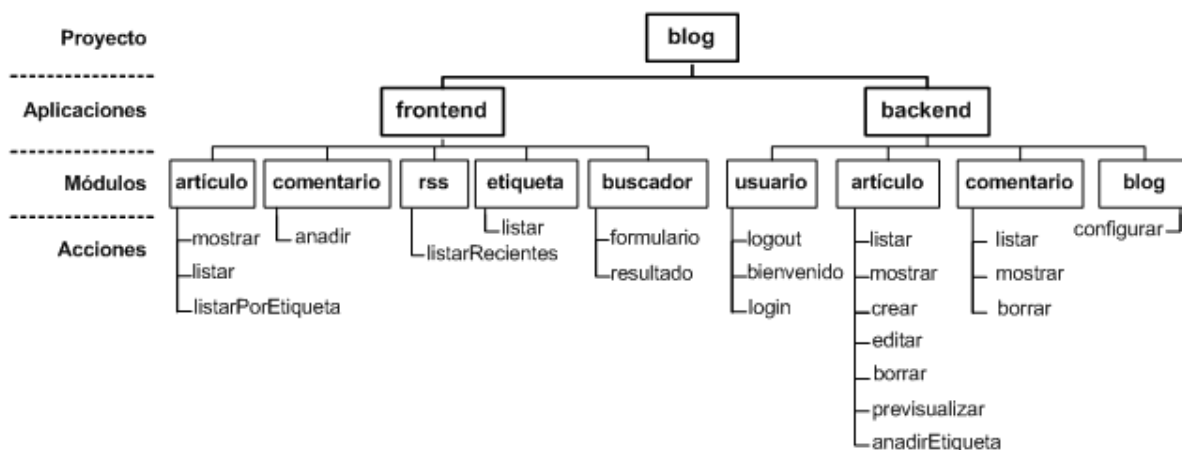 Proyecto
blog
Aplicaciones
frontend
backend
Módulos
artículo
comentario
rss
etiqueta
buscador
usuario
artículo
comentario
blog
Acciones
mostrar
listar
listarPorEtiqueta
anadir
listarRecientes
listar
formulario
resultado
logout
bienvenido
login
listar
mostrar
crear
editar
borrar
previsualizar
anadirEtiqueta
listar
mostrar
borrar
configurar